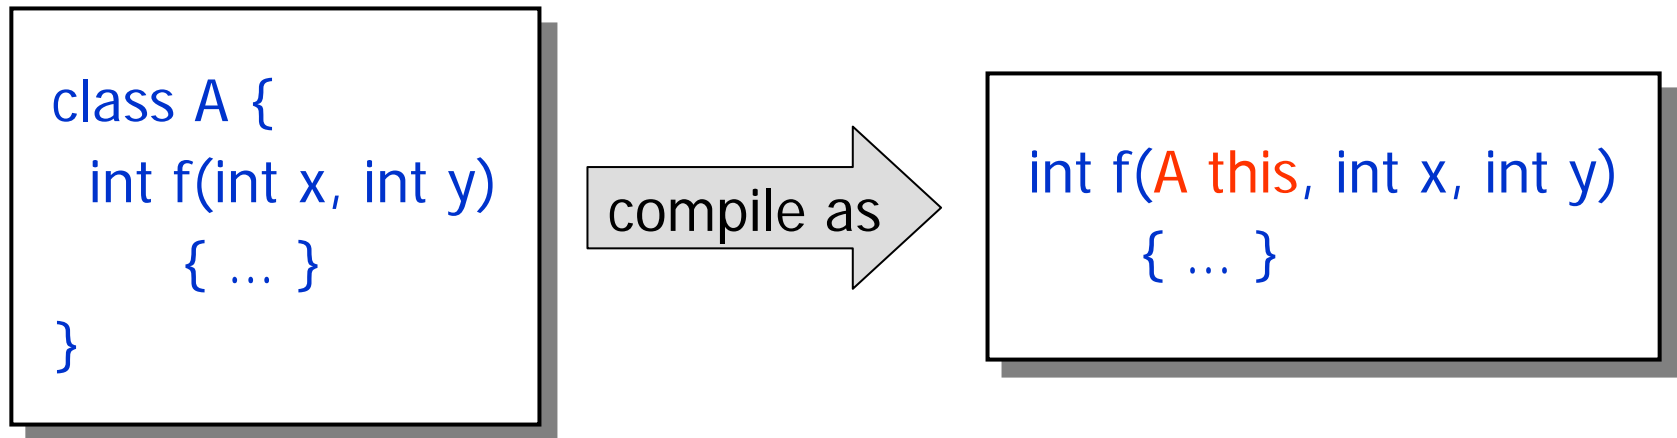 class A {
int f(int x, int y)
{ ... }
}
compile as
int f(A this, int x, int y)
{ ... }